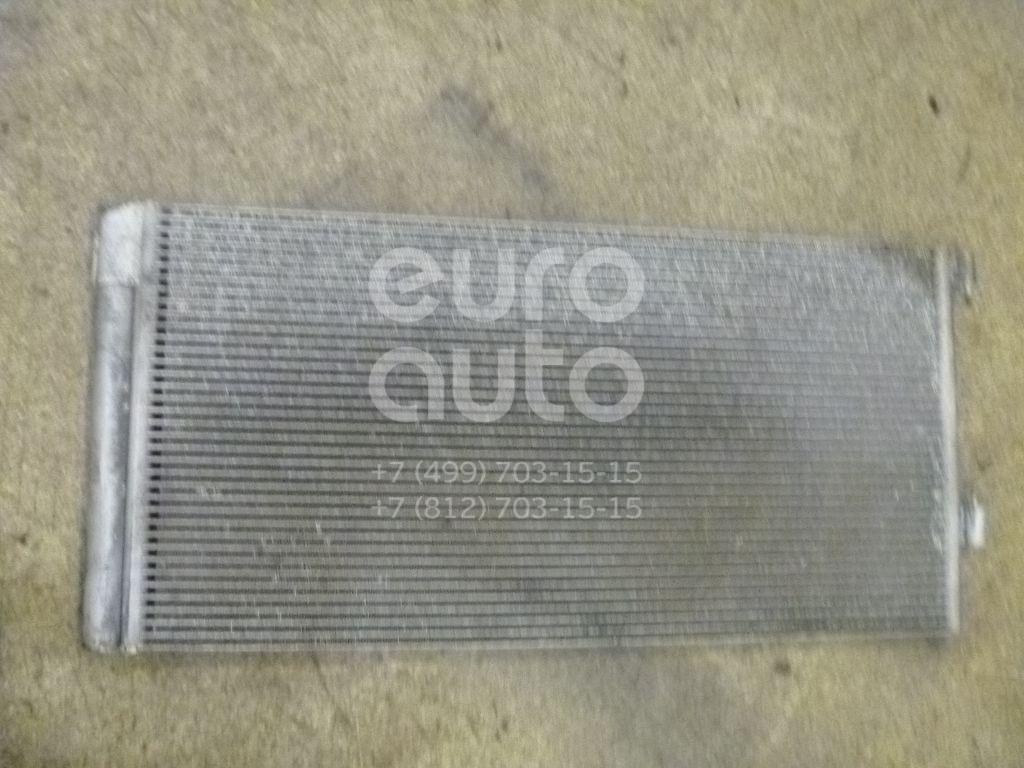 euro
auto
+7 (499) 703-15-15
+7 (812) 703-15-15